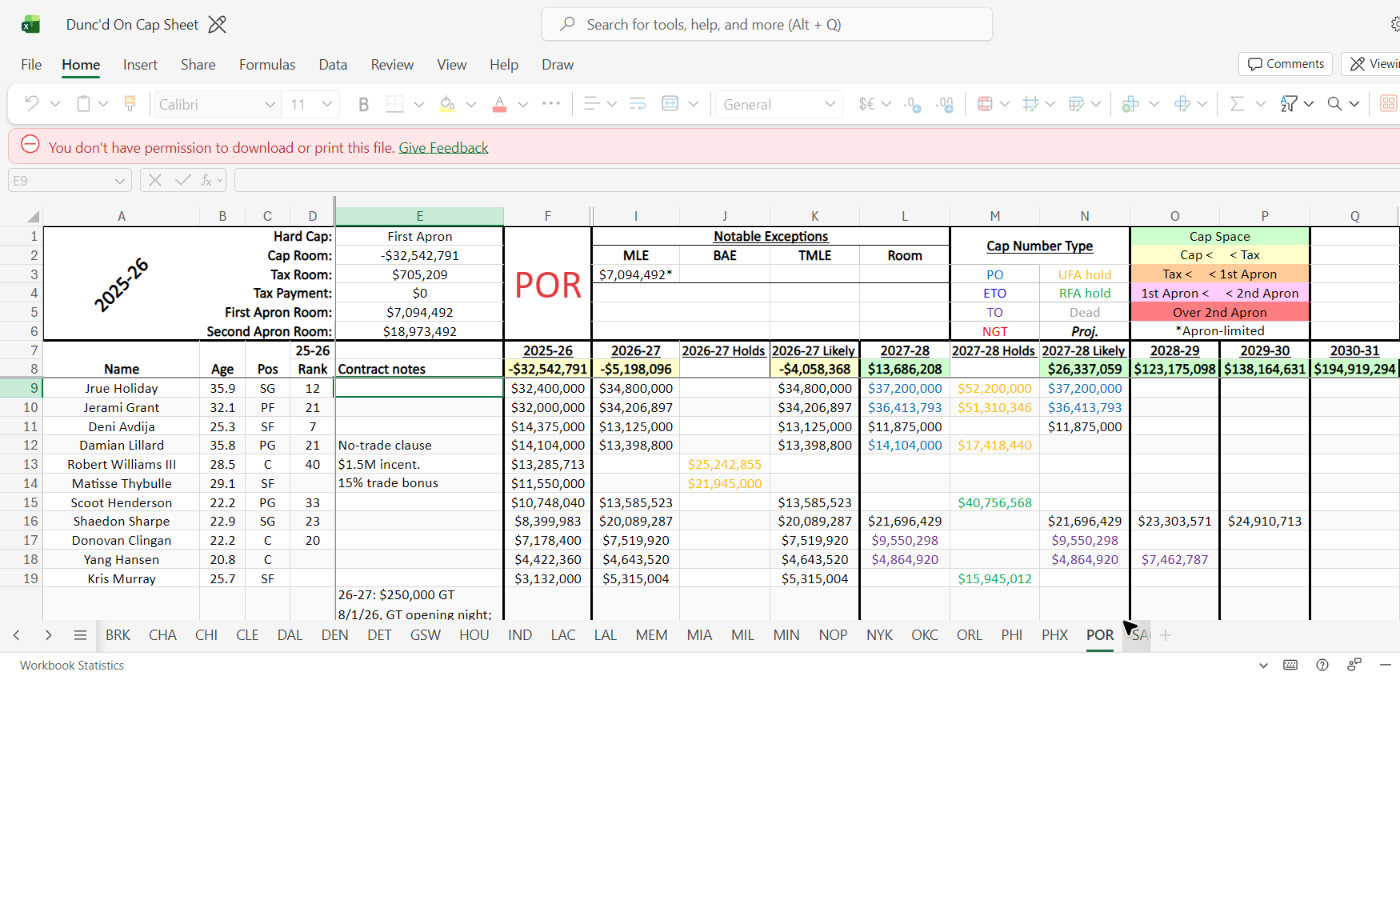 Dunc'd On Cap Sheet
Search for tools, help, and more (Alt + Q)
File Home Insert Share Formulas Data Review View Help Draw
Comments
Calibri 11 B A General $€ .0 .00
You don't have permission to download or print this file. Give Feedback
E9 fx
A B C D E F I J K L M N O P Q
1 Hard Cap: First Apron Notable Exceptions Cap Space
2 Cap Room: -$32,542,791 MLE BAE TMLE Room Cap Number Type Cap < < Tax
3 2025-26 Tax Room: $705,209 POR $7,094,492* PO UFA hold Tax < < 1st Apron
4 Tax Payment: $0 ETO RFA hold 1st Apron < < 2nd Apron
5 First Apron Room: $7,094,492 TO Dead Over 2nd Apron
6 Second Apron Room: $18,973,492 NGT Proj. *Apron-limited
7 25-26 2025-26 2026-27 2026-27 Holds 2026-27 Likely 2027-28 2027-28 Holds 2027-28 Likely 2028-29 2029-30 2030-31
8 Name Age Pos Rank Contract notes -$32,542,791 -$5,198,096 -$4,058,368 $13,686,208 $26,337,059 $123,175,098 $138,164,631 $194,919,294
9 Jrue Holiday 35.9 SG 12 $32,400,000 $34,800,000 $34,800,000 $37,200,000 $52,200,000 $37,200,000
10 Jerami Grant 32.1 PF 21 $32,000,000 $34,206,897 $34,206,897 $36,413,793 $51,310,346 $36,413,793
11 Deni Avdija 25.3 SF 7 $14,375,000 $13,125,000 $13,125,000 $11,875,000 $11,875,000
12 Damian Lillard 35.8 PG 21 No-trade clause $14,104,000 $13,398,800 $13,398,800 $14,104,000 $17,418,440
13 Robert Williams III 28.5 C 40 $1.5M incent. $13,285,713 $25,242,855
14 Matisse Thybulle 29.1 SF 15% trade bonus $11,550,000 $21,945,000
15 Scoot Henderson 22.2 PG 33 $10,748,040 $13,585,523 $13,585,523 $40,756,568
16 Shaedon Sharpe 22.9 SG 23 $8,399,983 $20,089,287 $20,089,287 $21,696,429 $21,696,429 $23,303,571 $24,910,713
17 Donovan Clingan 22.2 C 20 $7,178,400 $7,519,920 $7,519,920 $9,550,298 $9,550,298
18 Yang Hansen 20.8 C $4,422,360 $4,643,520 $4,643,520 $4,864,920 $4,864,920 $7,462,787
19 Kris Murray 25.7 SF $3,132,000 $5,315,004 $5,315,004 $15,945,012
26-27: $250,000 GT
8/1/26, GT opening night;
BRK CHA CHI CLE DAL DEN DET GSW HOU IND LAC LAL MEM MIA MIL MIN NOP NYK OKC ORL PHI PHX POR
Workbook Statistics